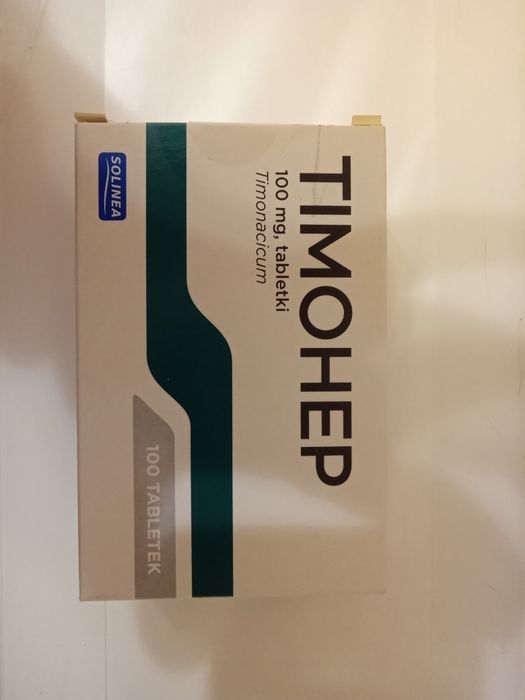 TIMOHEP
100 mg, tabletki
Timonacicum
100 TABLETEK
SOLINEA